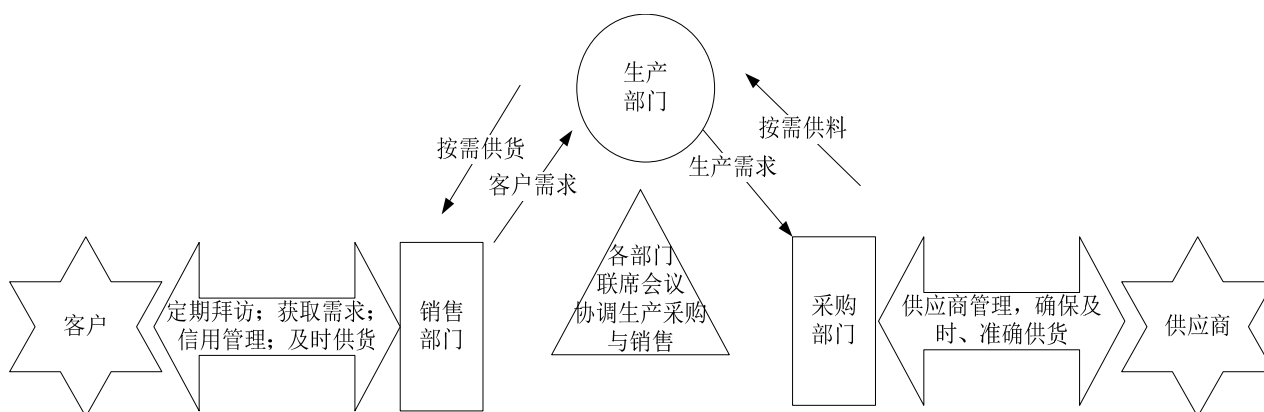 生产
部门
按需供货
客户需求
按需供料
生产需求
客户
定期拜访；获取需求；
信用管理；及时供货
销售
部门
各部门
联席会议
协调生产采购
与销售
采购
部门
供应商管理，确保及
时、准确供货
供应商